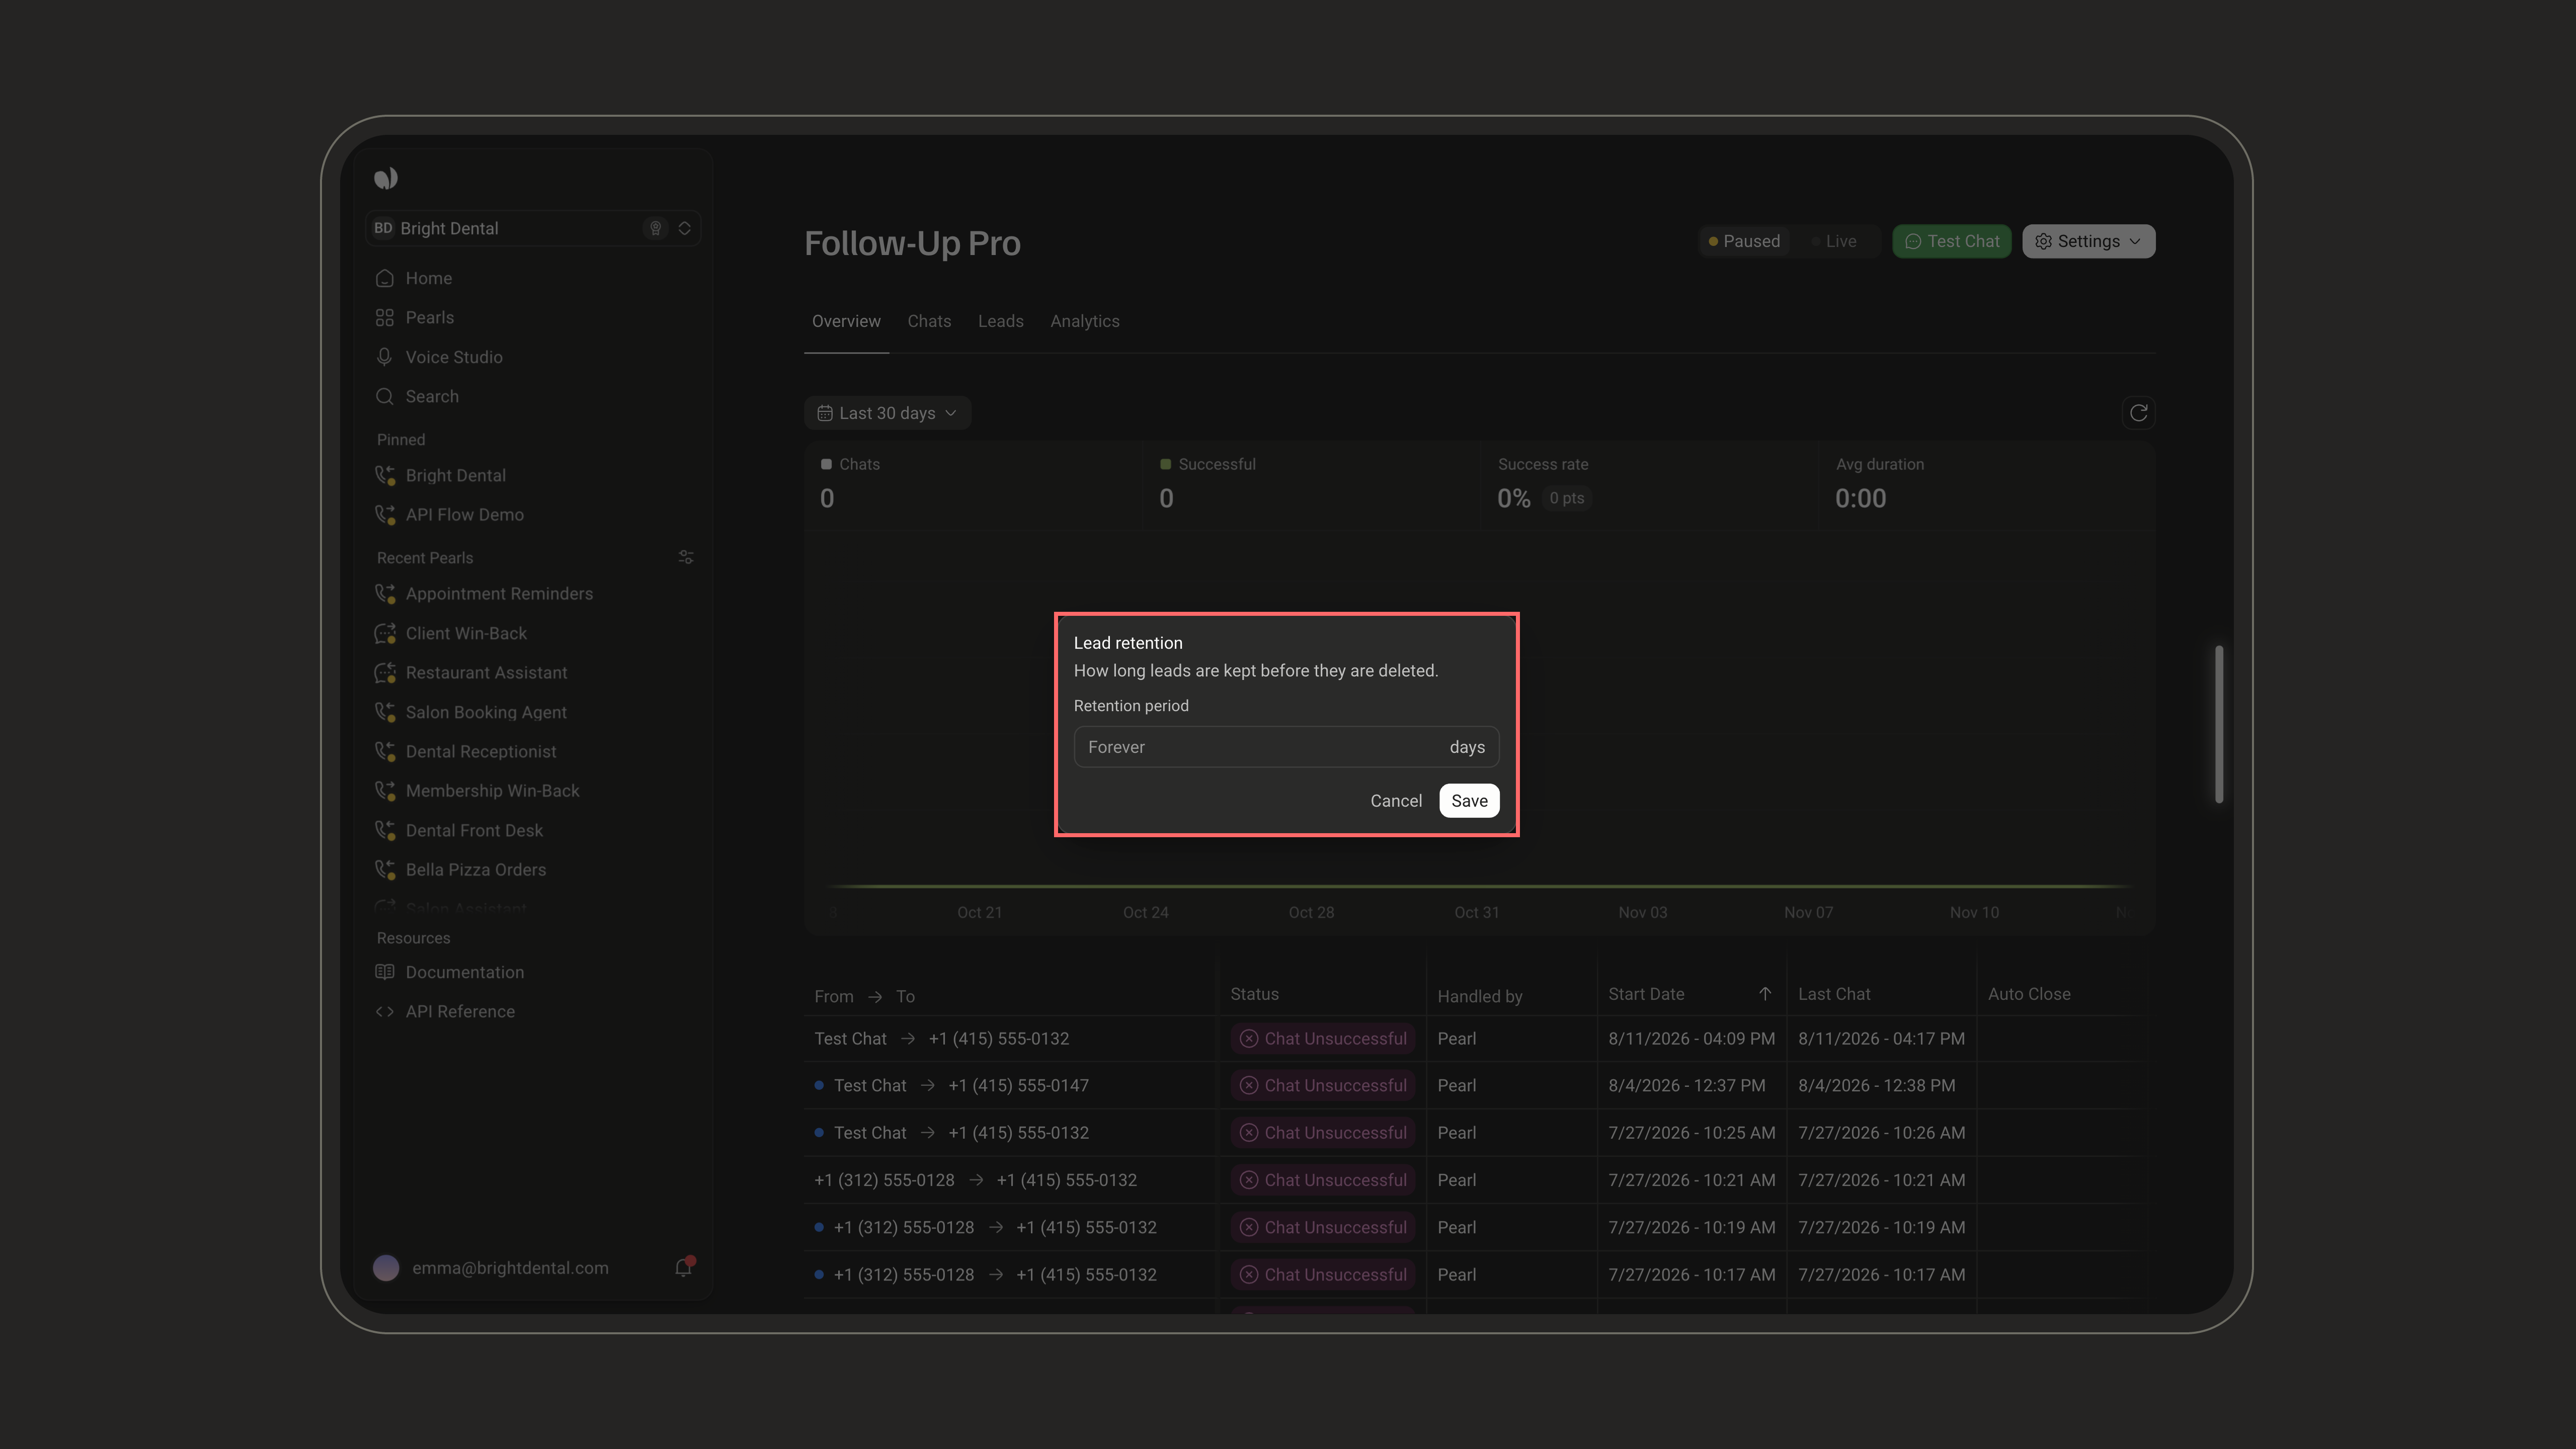 BD Bright Dental
Home
Pearls
Voice Studio
Search
Pinned
Bright Dental
API Flow Demo
Recent Pearls
Appointment Reminders
Client Win-Back
Restaurant Assistant
Salon Booking Agent
Dental Receptionist
Membership Win-Back
Dental Front Desk
Bella Pizza Orders
Salon Assistant
Resources
Documentation
API Reference
emma@brightdental.com
Follow-Up Pro
Paused Live Test Chat Settings
Overview Chats Leads Analytics
Last 30 days
Chats Successful Success rate Avg duration
0 0 0% 0 pts 0:00
Lead retention
How long leads are kept before they are deleted.
Retention period
Forever days
Cancel Save
Oct 21 Oct 24 Oct 28 Oct 31 Nov 03 Nov 07 Nov 10
From → To Status Handled by Start Date ↑ Last Chat Auto Close
Test Chat → +1 (415) 555-0132 Chat Unsuccessful Pearl 8/11/2026 - 04:09 PM 8/11/2026 - 04:17 PM
Test Chat → +1 (415) 555-0147 Chat Unsuccessful Pearl 8/4/2026 - 12:37 PM 8/4/2026 - 12:38 PM
Test Chat → +1 (415) 555-0132 Chat Unsuccessful Pearl 7/27/2026 - 10:25 AM 7/27/2026 - 10:26 AM
+1 (312) 555-0128 → +1 (415) 555-0132 Chat Unsuccessful Pearl 7/27/2026 - 10:21 AM 7/27/2026 - 10:21 AM
+1 (312) 555-0128 → +1 (415) 555-0132 Chat Unsuccessful Pearl 7/27/2026 - 10:19 AM 7/27/2026 - 10:19 AM
+1 (312) 555-0128 → +1 (415) 555-0132 Chat Unsuccessful Pearl 7/27/2026 - 10:17 AM 7/27/2026 - 10:17 AM